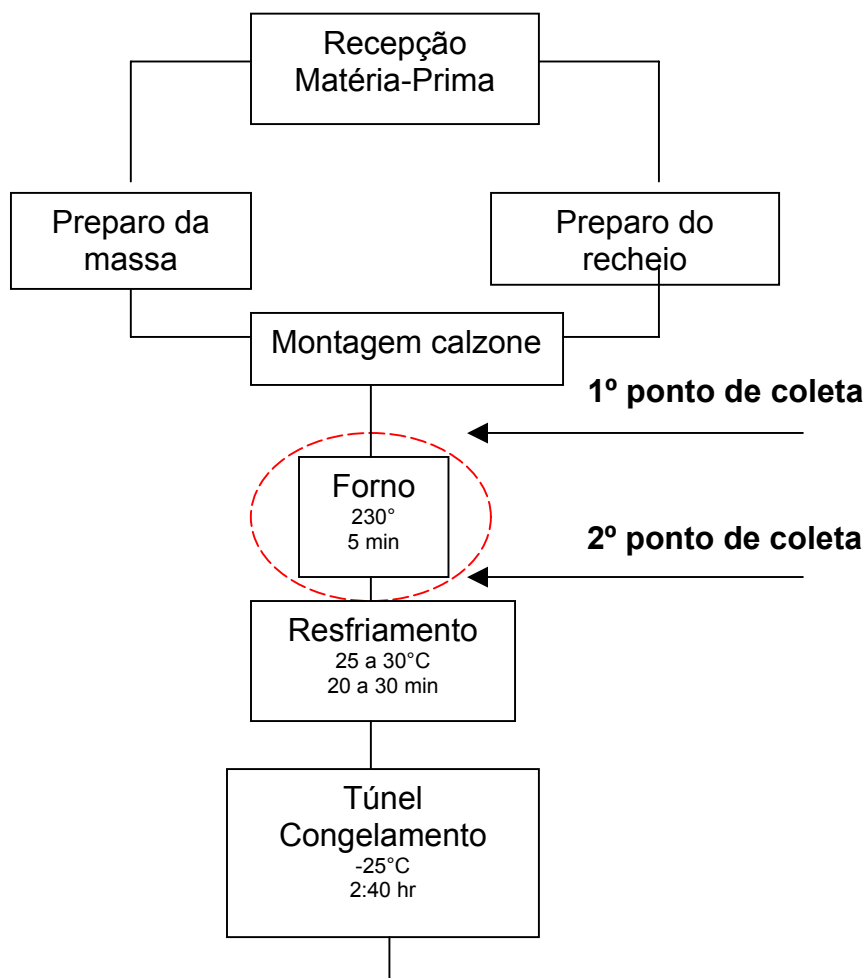 Recepção
Matéria-Prima
Preparo da
massa
Preparo do
recheio
Montagem calzone
1º ponto de coleta
Forno
230°
5 min
2º ponto de coleta
Resfriamento
25 a 30°C
20 a 30 min
Túnel
Congelamento
-25°C
2:40 hr